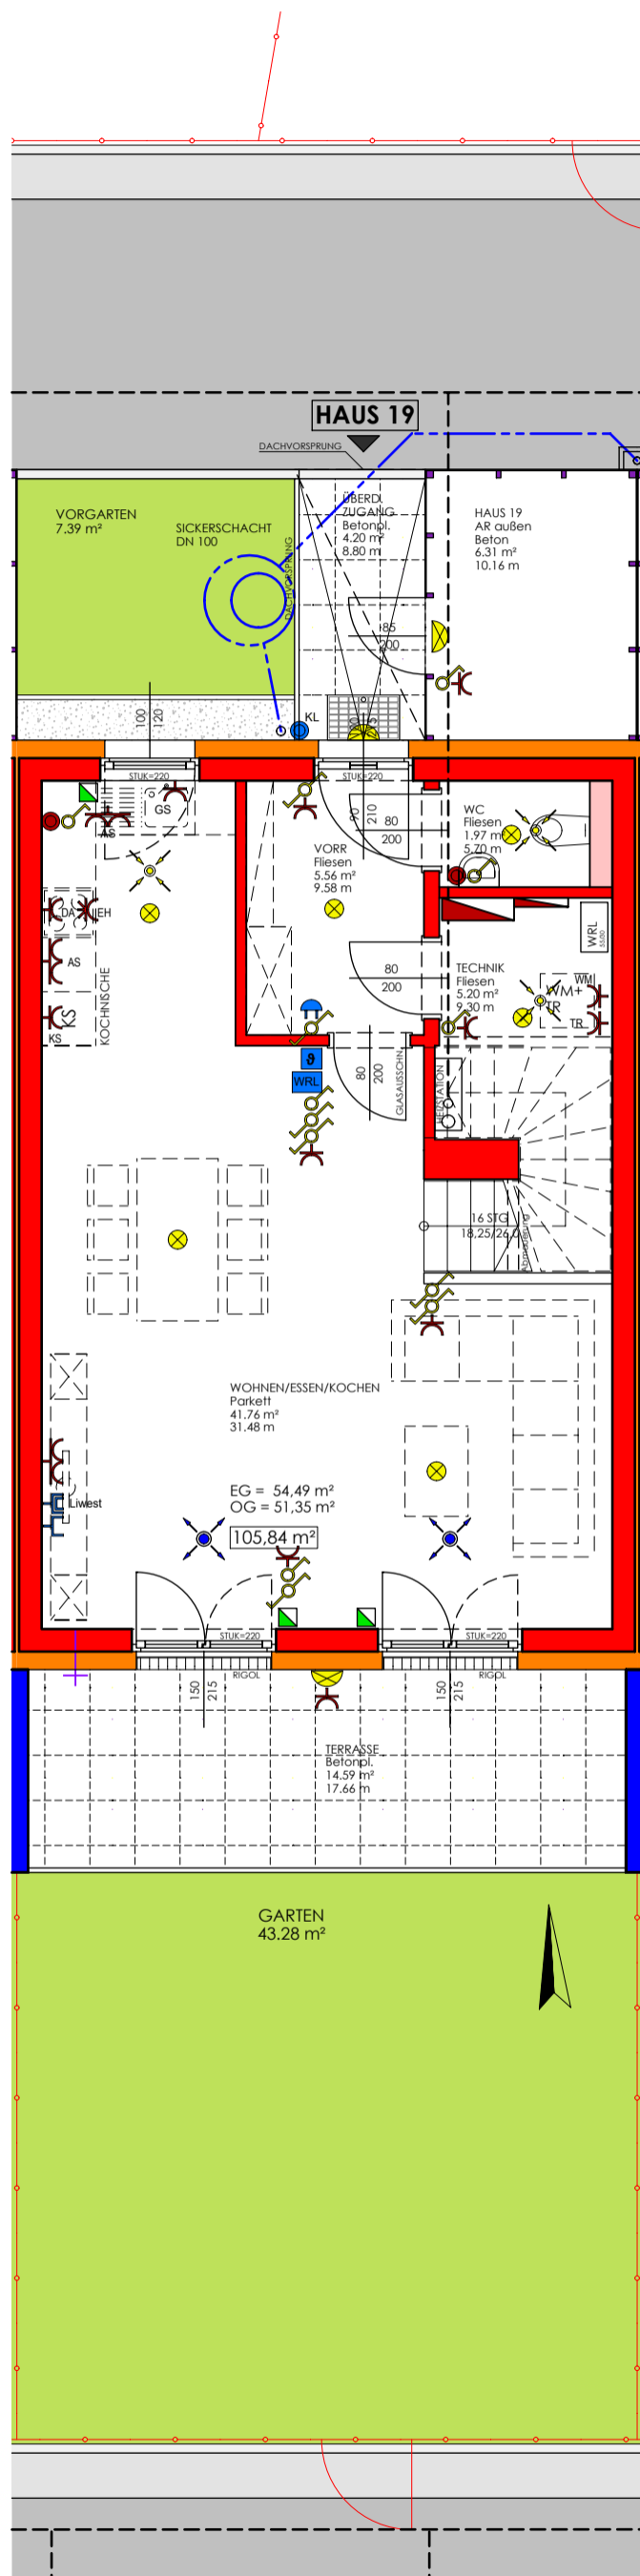 HAUS 19
DACHVORSPRUNG
VORGARTEN
7.39 m²
SICKERSCHACHT
DN 100
DACHVORSPRUNG
ÜBERD.
ZUGANG
Betonpl.
4.20 m²
8.80 m
HAUS 19
AR außen
Beton
6.31 m²
10.16 m
85
200
100
120
KL
STUK=220
STUK=220
GS
AS
90
210
80
200
WC
Fliesen
1.97 m²
5.70 m
VORR
Fliesen
5.56 m²
9.58 m
DA
EH
AS
KS
KS
KOCHNISCHE
WRL
80
200
TECHNIK
Fliesen
5.20 m²
9.30 m
WM
WM+
TR
TR
ϑ
WRL
80
200
GLASAUSSCHN.
HEIZSTATION
16 STG
18,25/26,0
Abmauerung
WOHNEN/ESSEN/KOCHEN
Parkett
41.76 m²
31.48 m
Liwest
EG = 54,49 m²
OG = 51,35 m²
105,84 m²
STUK=220
STUK=220
RIGOL
RIGOL
150
215
150
215
TERRASSE
Betonpl.
14.59 m²
17.66 m
GARTEN
43.28 m²